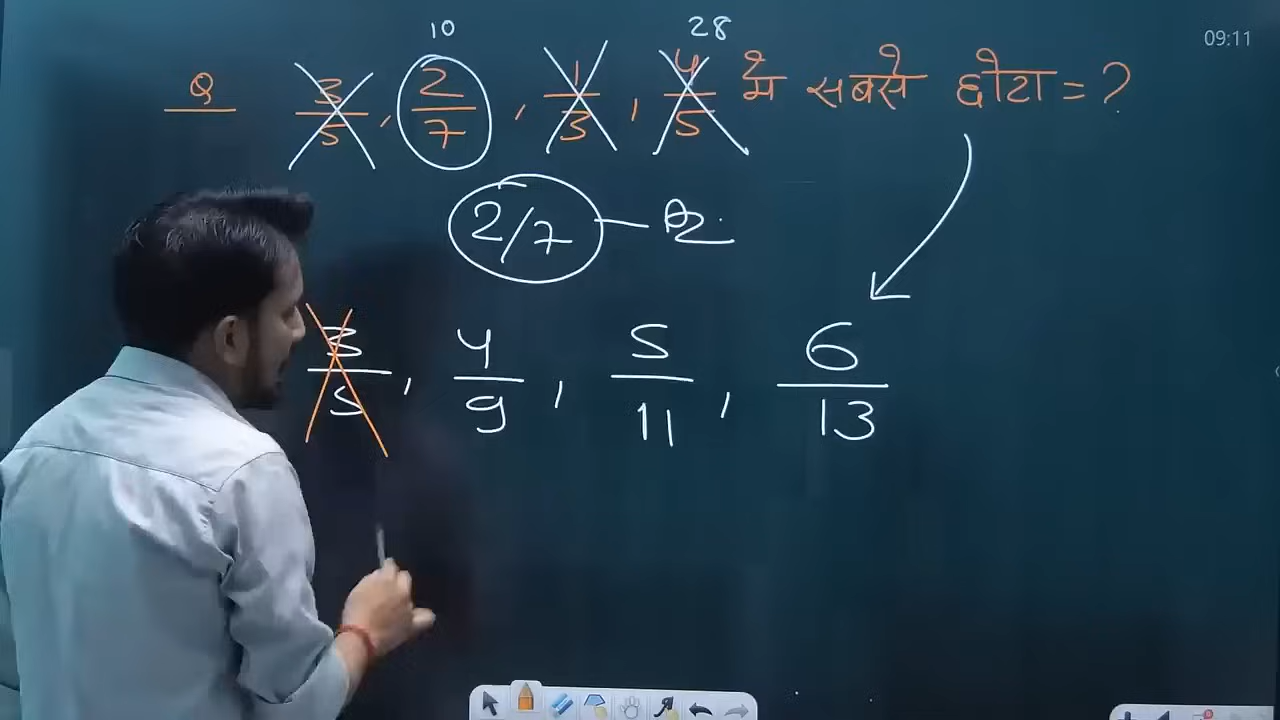 10 28
09:11
Q 3/5, 2/7, 1/3, 4/5 में सबसे छोटा = ?
2/7 —
3/5, 4/9, 5/11, 6/13